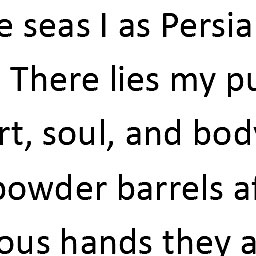 e seas I as Persia
There lies my pu
rt, soul, and body
powder barrels af
ous hands they a